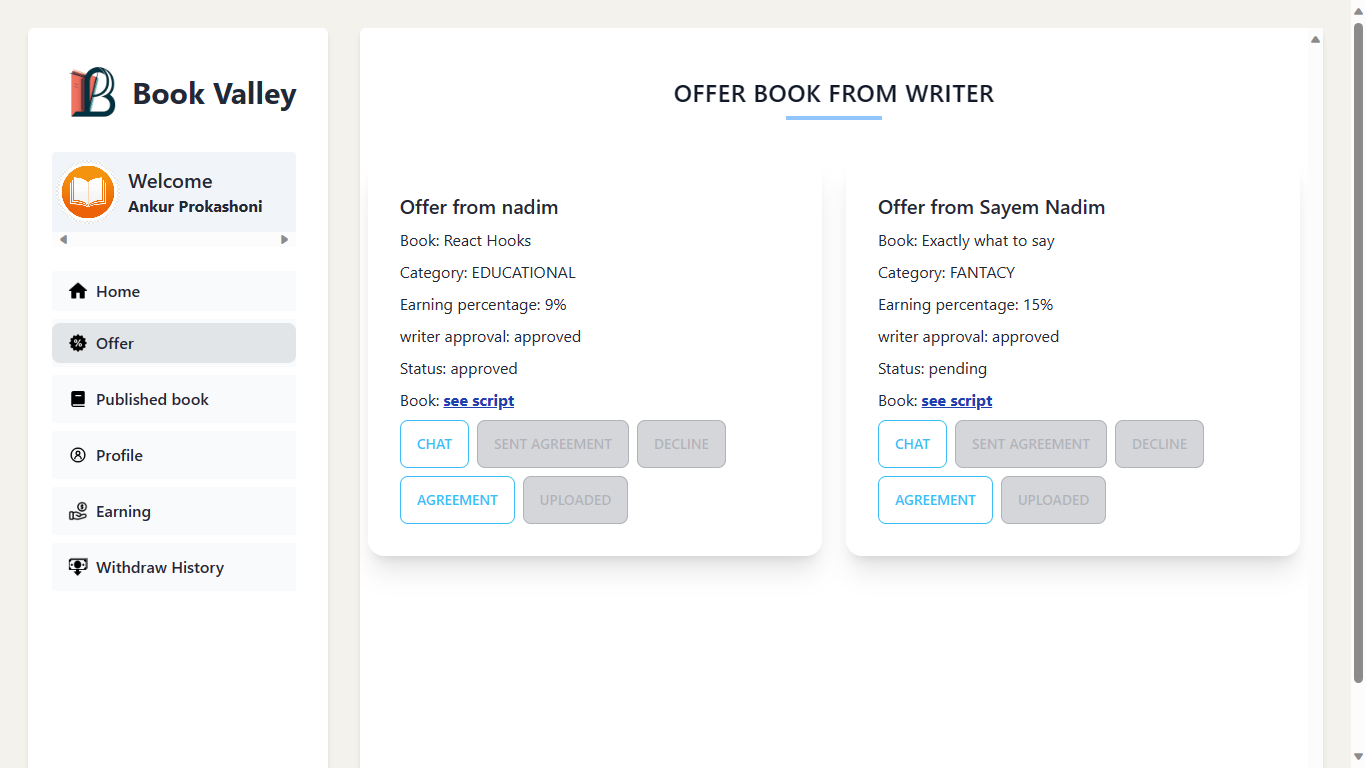 Book Valley
Welcome
Ankur Prokashoni
Home
Offer
Published book
Profile
Earning
Withdraw History
OFFER BOOK FROM WRITER
Offer from nadim
Book: React Hooks
Category: EDUCATIONAL
Earning percentage: 9%
writer approval: approved
Status: approved
Book: see script
CHAT SENT AGREEMENT DECLINE
AGREEMENT UPLOADED
Offer from Sayem Nadim
Book: Exactly what to say
Category: FANTACY
Earning percentage: 15%
writer approval: approved
Status: pending
Book: see script
CHAT SENT AGREEMENT DECLINE
AGREEMENT UPLOADED